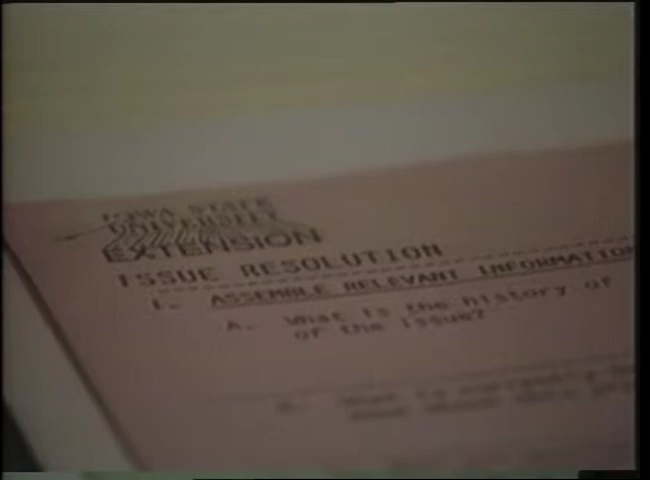 IOWA STATE
UNIVERSITY
EXTENSION
ISSUE RESOLUTION
I. ASSEMBLE RELEVANT INFORMATION
A. What is the history of
of the issue?